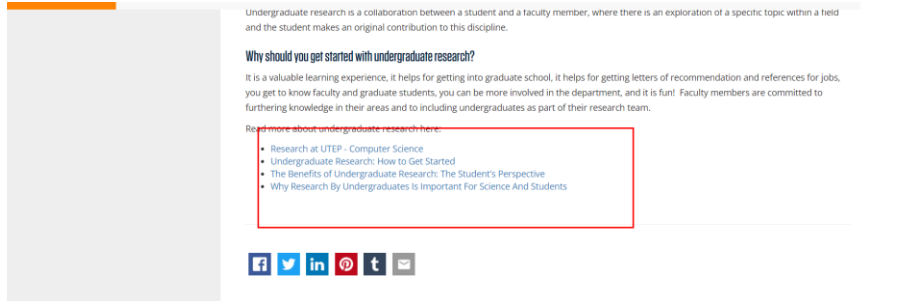 Undergraduate research is a collaboration between a student and a faculty member, where there is an exploration of a specific topic within a field
and the student makes an original contribution to this discipline.
Why should you get started with undergraduate research?
It is a valuable learning experience, it helps for getting into graduate school, it helps for getting letters of recommendation and references for jobs,
you get to know faculty and graduate students, you can be more involved in the department, and it is fun! Faculty members are committed to
furthering knowledge in their areas and to including undergraduates as part of their research team.
Read more about undergraduate research here:
• Research at UTEP - Computer Science
• Undergraduate Research: How to Get Started
• The Benefits of Undergraduate Research: The Student's Perspective
• Why Research By Undergraduates Is Important For Science And Students
f in t